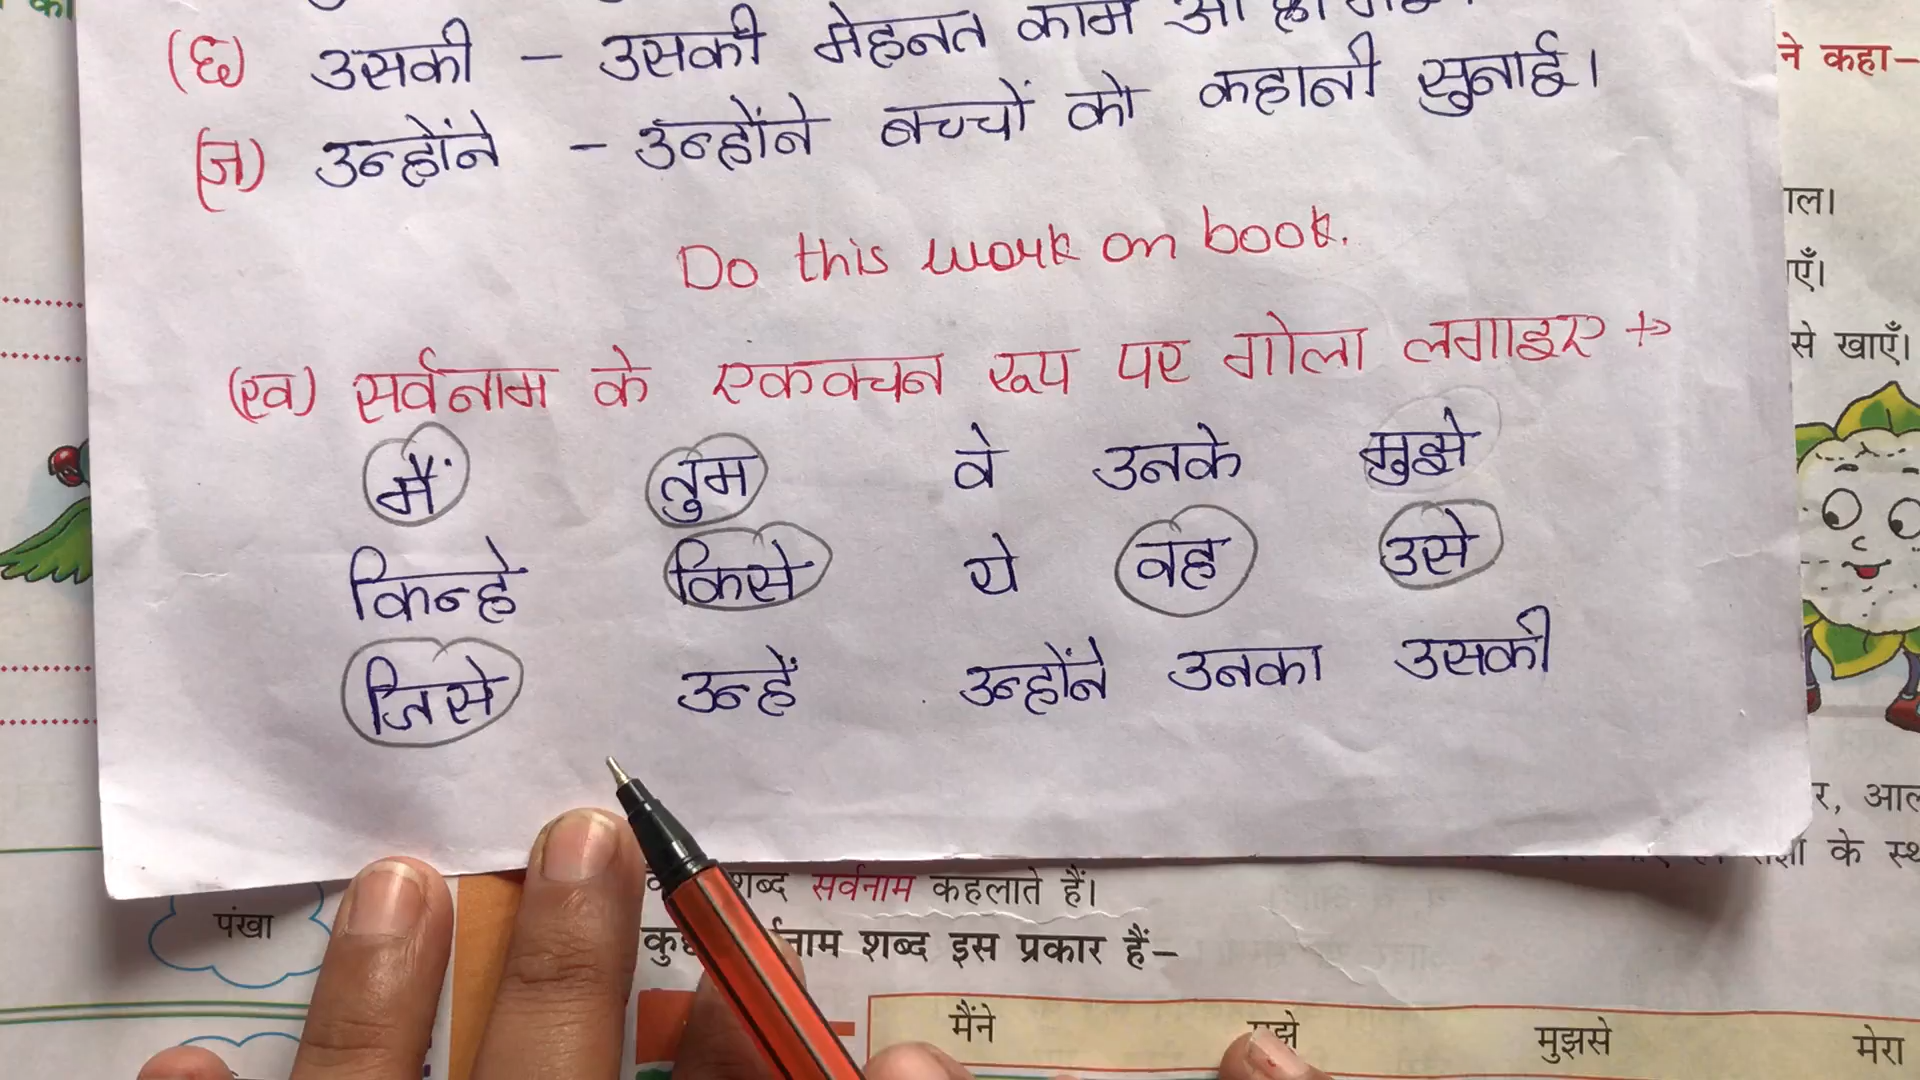 (छ) उसकी – उसकी मेहनत काम
(ज) उन्होंने – उन्होंने बच्चों को कहानी सुनाई।
Do this work on book.
(ख) सर्वनाम के एकवचन रूप पर गोला लगाइए →
मैं तुम वे उनके मुझे
किन्हे किसे ये वह उसे
जिसे उन्हें उन्होंने उनका उसकी
ने कहा–
से खाएँ।
के
शब्द सर्वनाम कहलाते हैं।
शब्द इस प्रकार हैं–
पंखा
मैंने मुझसे मेरा